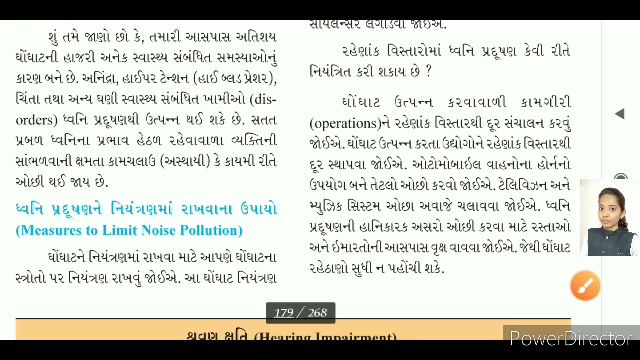 શું તમે જાણો છો કે, તમારી આસપાસ અતિશય
ઘોંઘાટની હાજરી અનેક સ્વાસ્થ્ય સંબંધિત સમસ્યાઓનું
કારણ બને છે. અનિંદ્રા, હાઈપર ટેન્શન (હાઈ બ્લડ પ્રેશર),
ચિંતા તથા અન્ય ઘણી સ્વાસ્થ્ય સંબંધિત ખામીઓ (dis-
orders) ધ્વનિ પ્રદૂષણથી ઉત્પન્ન થઈ શકે છે. સતત
પ્રબળ ધ્વનિના પ્રભાવ હેઠળ રહેવાવાળા વ્યક્તિની
સાંભળવાની ક્ષમતા કામચલાઉ (અસ્થાયી) કે કાયમી રીતે
ઓછી થઈ જાય છે.
ધ્વનિ પ્રદૂષણને નિયંત્રણમાં રાખવાના ઉપાયો
(Measures to Limit Noise Pollution)
ઘોંઘાટને નિયંત્રણમાં રાખવા માટે આપણે ઘોંઘાટના
સ્ત્રોતો પર નિયંત્રણ રાખવું જોઈએ. આ ઘોંઘાટ નિયંત્રણ
સાયલેન્સર લગાડવા જોઈએ.
રહેણાંક વિસ્તારોમાં ધ્વનિ પ્રદૂષણ કેવી રીતે
નિયંત્રિત કરી શકાય છે ?
ઘોંઘાટ ઉત્પન્ન કરવાવાળી કામગીરી
(operations)ને રહેણાંક વિસ્તારથી દૂર સંચાલન કરવું
જોઈએ. ઘોંઘાટ ઉત્પન્ન કરતા ઉદ્યોગોને રહેણાંક વિસ્તારથી
દૂર સ્થાપવા જોઈએ. ઓટોમોબાઇલ વાહનોના હોર્નનો
ઉપયોગ બને તેટલો ઓછો કરવો જોઈએ. ટેલિવિઝન અને
મ્યુઝિક સિસ્ટમ ઓછા અવાજે ચલાવવા જોઈએ. ધ્વનિ
પ્રદૂષણની હાનિકારક અસરો ઓછી કરવા માટે રસ્તાઓ
અને ઇમારતોની આસપાસ વૃક્ષ વાવવા જોઈએ. જેથી ઘોંઘાટ
રહેઠાણો સુધી ન પહોંચી શકે.
179 / 268
શ્રવણ ક્ષતિ (Hearing Impairment)
PowerDirector